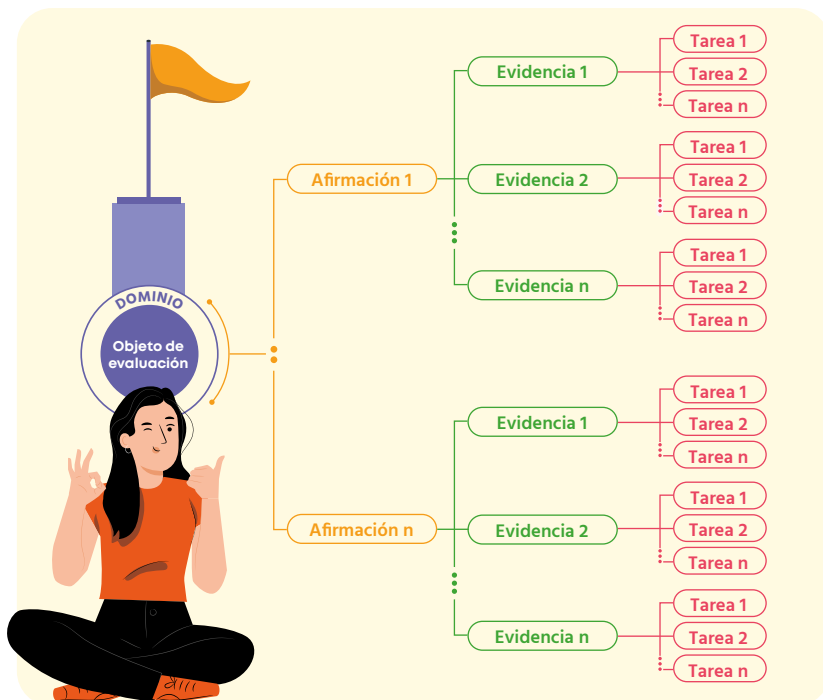 DOMINIO
Objeto de
evaluación
Afirmación 1
Evidencia 1
Tarea 1
Tarea 2
Tarea n
Evidencia 2
Tarea 1
Tarea 2
Tarea n
Evidencia n
Tarea 1
Tarea 2
Tarea n
Afirmación n
Evidencia 1
Tarea 1
Tarea 2
Tarea n
Evidencia 2
Tarea 1
Tarea 2
Tarea n
Evidencia n
Tarea 1
Tarea 2
Tarea n